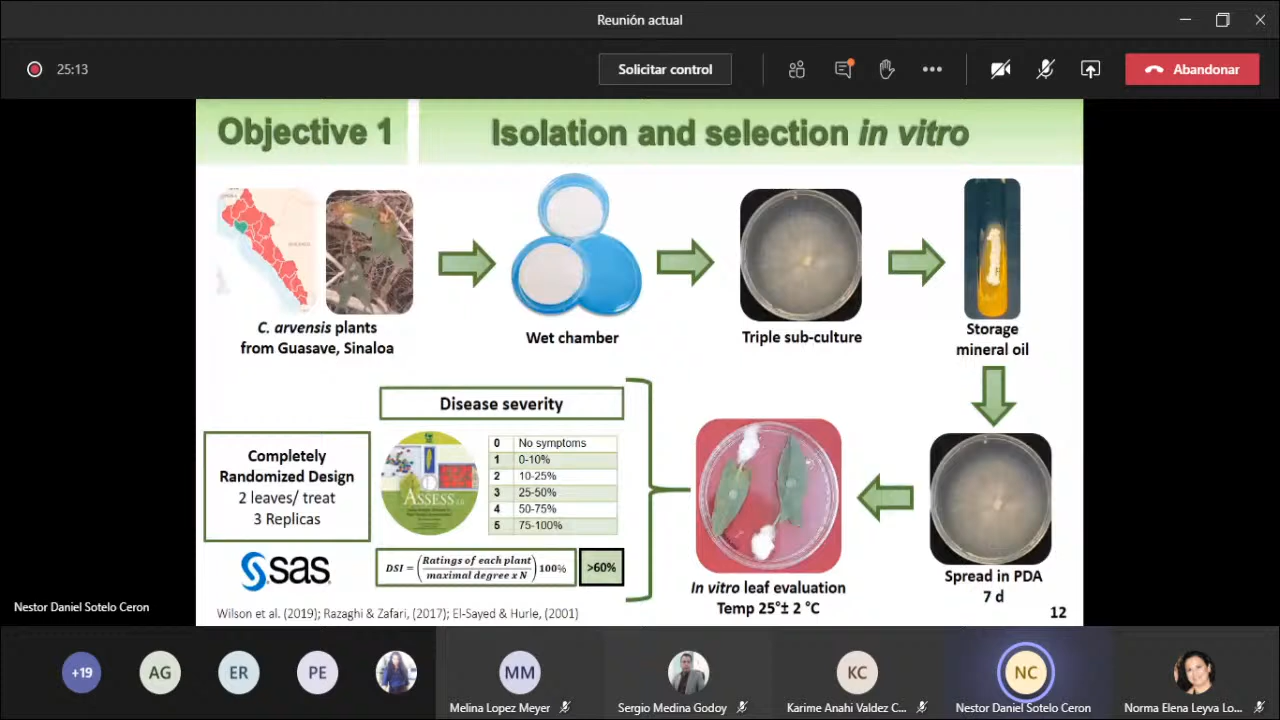 Reunión actual
25:13
Solicitar control
Abandonar
Objective 1
Isolation and selection in vitro
C. arvensis plants
from Guasave, Sinaloa
Wet chamber
Triple sub-culture
Storage
mineral oil
Disease severity
Completely
Randomized Design
2 leaves/ treat
3 Replicas
ASSESS 2.0
0 No symptoms
1 0-10%
2 10-25%
3 25-50%
4 50-75%
5 75-100%
sas
DSI = (Ratings of each plant / maximal degree x N) 100%
>60%
In vitro leaf evaluation
Temp 25°± 2 °C
Spread in PDA
7 d
Nestor Daniel Sotelo Ceron
Wilson et al. (2019); Razaghi & Zafari, (2017); El-Sayed & Hurle, (2001)
12
+19
AG
ER
PE
MM
KC
NC
Melina Lopez Meyer
Sergio Medina Godoy
Karime Anahi Valdez C...
Nestor Daniel Sotelo Ceron
Norma Elena Leyva Lo...